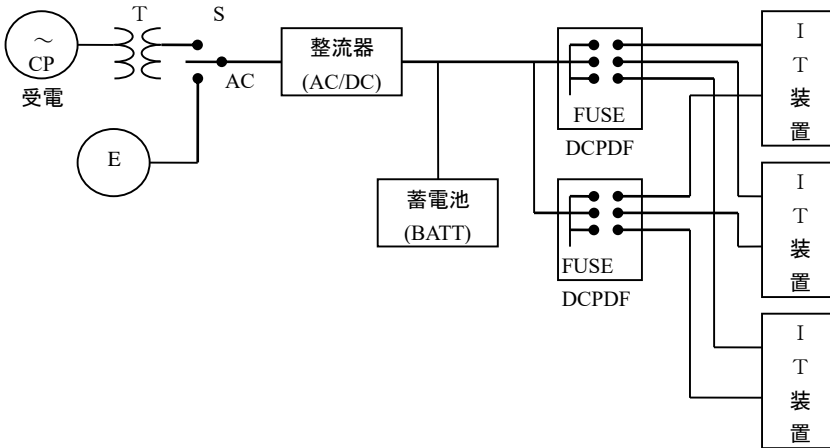 T
S
～
CP
受電
AC
整流器
(AC/DC)
E
蓄電池
(BATT)
FUSE
DCPDF
FUSE
DCPDF
Ｉ
Ｔ
装
置
Ｉ
Ｔ
装
置
Ｉ
Ｔ
装
置